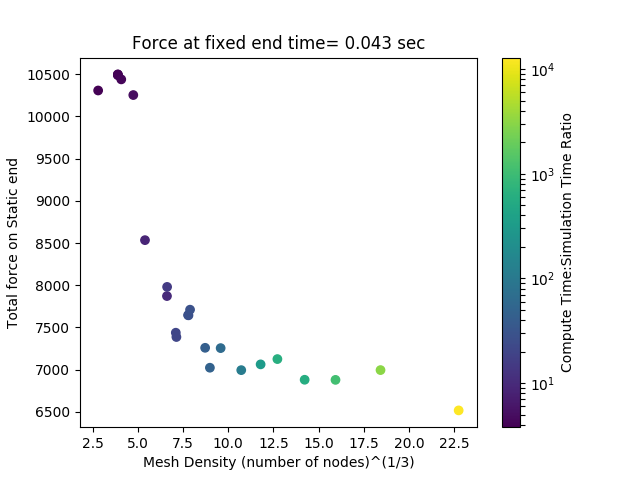 Force at fixed end time= 0.043 sec
Total force on Static end
10500
10000
9500
9000
8500
8000
7500
7000
6500
2.5 5.0 7.5 10.0 12.5 15.0 17.5 20.0 22.5
Mesh Density (number of nodes)^(1/3)
10^4
10^3
10^2
10^1
Compute Time:Simulation Time Ratio